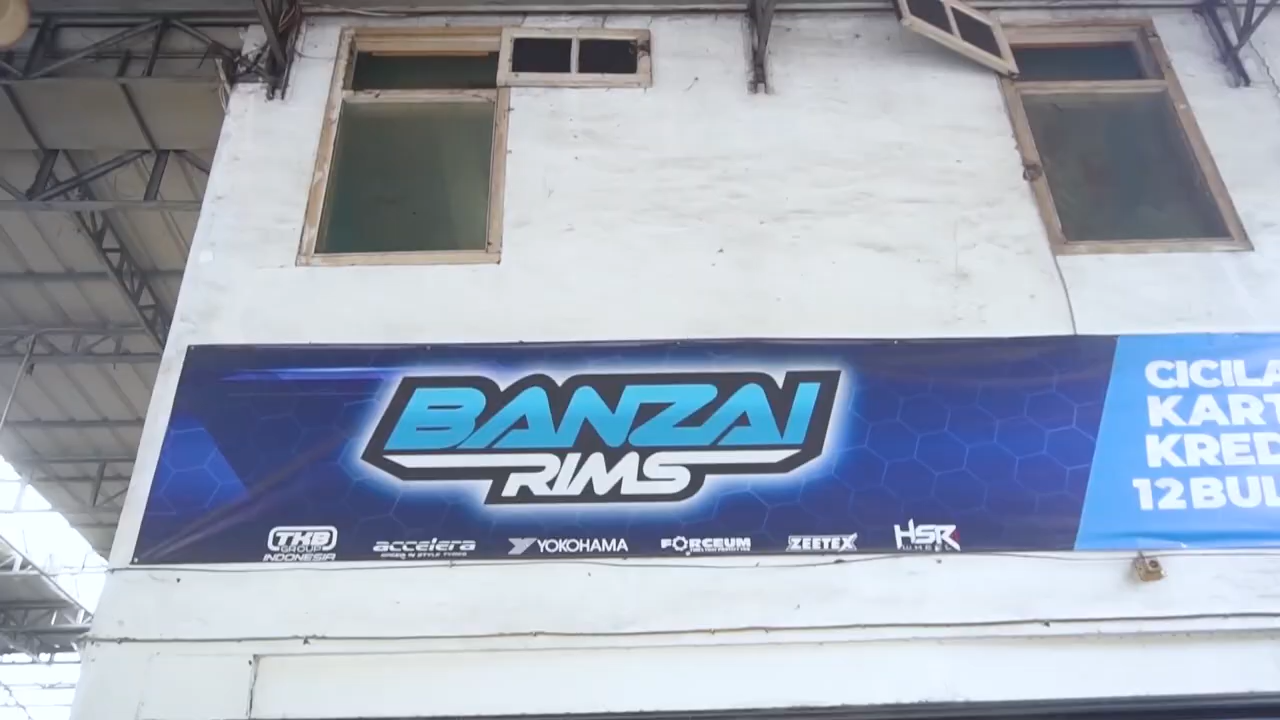 BANZAI
RIMS
TKB
GROUP
INDONESIA
accelera
YOKOHAMA
FORCEUM
ZEETEX
HSR
WHEEL
CICILA
KART
KRED
12 BUL